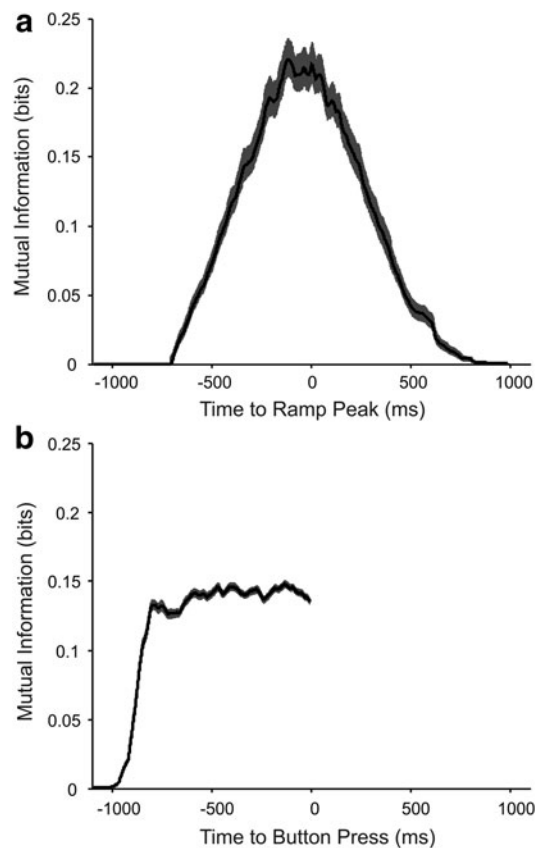 a
0.25
0.2
0.15
0.1
0.05
0
Mutual Information (bits)
-1000 -500 0 500 1000
Time to Ramp Peak (ms)
b
0.25
0.2
0.15
0.1
0.05
0
Mutual Information (bits)
-1000 -500 0 500 1000
Time to Button Press (ms)